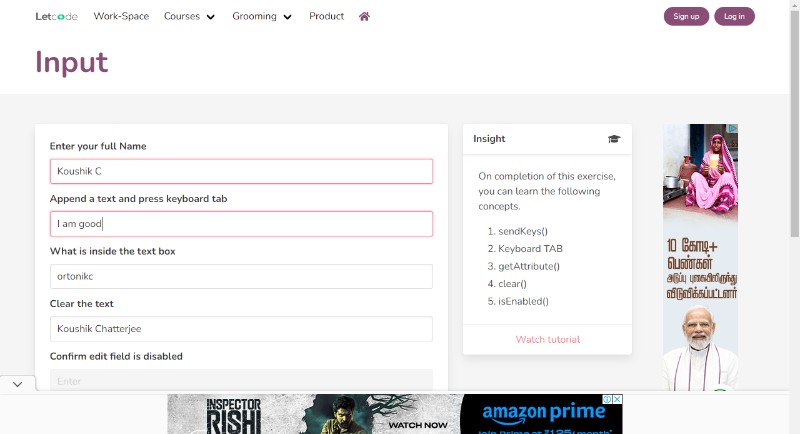 Letcode Work-Space Courses Grooming Product Sign up Log in
Input
Enter your full Name
Koushik C
Append a text and press keyboard tab
I am good
What is inside the text box
ortonikc
Clear the text
Koushik Chatterjee
Confirm edit field is disabled
Enter
Insight
On completion of this exercise,
you can learn the following
concepts.
1. sendKeys()
2. Keyboard TAB
3. getAttribute()
4. clear()
5. isEnabled()
Watch tutorial
10 கோடி+
பெண்கள்
அடுப்பு புகையிலிருந்து
விடுவிக்கப்பட்டனர்
INSPECTOR
RISHI
WATCH NOW
amazon prime
Join Prime at ₹125/month*